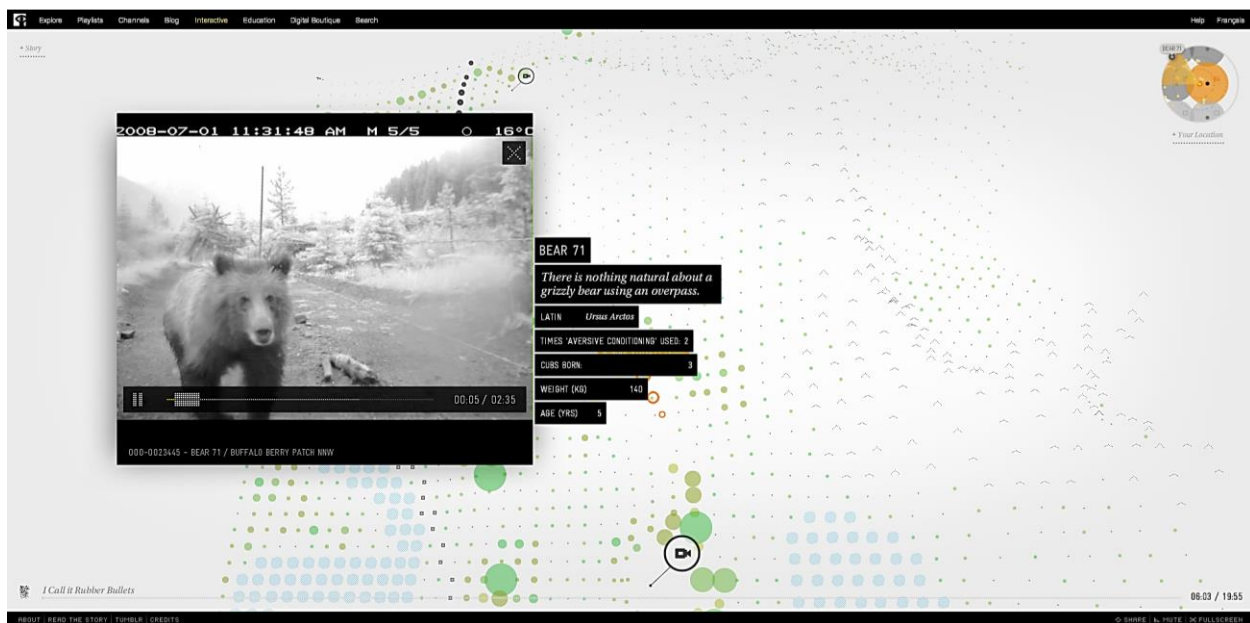 Explore Playlists Channels Blog Interactive Education Digital Boutique Search Help Français
+ Story
BEAR 71
+ Your Location
2008-07-01 11:31:48 AM M 5/5 ○ 16°C
BEAR 71
There is nothing natural about a
grizzly bear using an overpass.
LATIN Ursus Arctos
TIMES 'AVERSIVE CONDITIONING' USED: 2
CUBS BORN: 3
WEIGHT (KG) 140
AGE (YRS) 5
00:05 / 02:35
000-0023445 - BEAR 71 / BUFFALO BERRY PATCH NNW
I Call it Rubber Bullets
06:03 / 19:55
ABOUT | READ THE STORY | TUMBLR | CREDITS SHARE | MUTE | FULLSCREEN